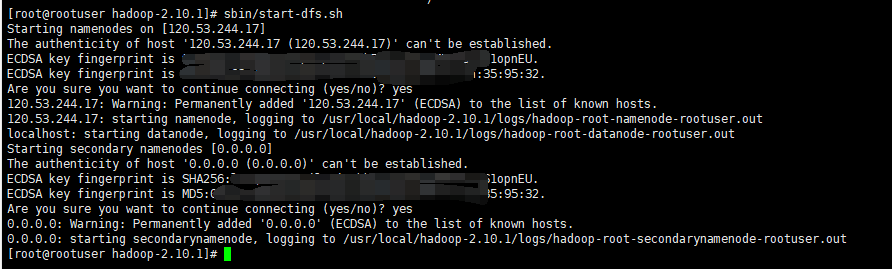 [root@rootuser hadoop-2.10.1]# sbin/start-dfs.sh
Starting namenodes on [120.53.244.17]
The authenticity of host '120.53.244.17 (120.53.244.17)' can't be established.
ECDSA key fingerprint is 1opnEU.
ECDSA key fingerprint is :35:95:32.
Are you sure you want to continue connecting (yes/no)? yes
120.53.244.17: Warning: Permanently added '120.53.244.17' (ECDSA) to the list of known hosts.
120.53.244.17: starting namenode, logging to /usr/local/hadoop-2.10.1/logs/hadoop-root-namenode-rootuser.out
localhost: starting datanode, logging to /usr/local/hadoop-2.10.1/logs/hadoop-root-datanode-rootuser.out
Starting secondary namenodes [0.0.0.0]
The authenticity of host '0.0.0.0 (0.0.0.0)' can't be established.
ECDSA key fingerprint is SHA256: 1opnEU.
ECDSA key fingerprint is MD5: 35:95:32.
Are you sure you want to continue connecting (yes/no)? yes
0.0.0.0: Warning: Permanently added '0.0.0.0' (ECDSA) to the list of known hosts.
0.0.0.0: starting secondarynamenode, logging to /usr/local/hadoop-2.10.1/logs/hadoop-root-secondarynamenode-rootuser.out
[root@rootuser hadoop-2.10.1]#